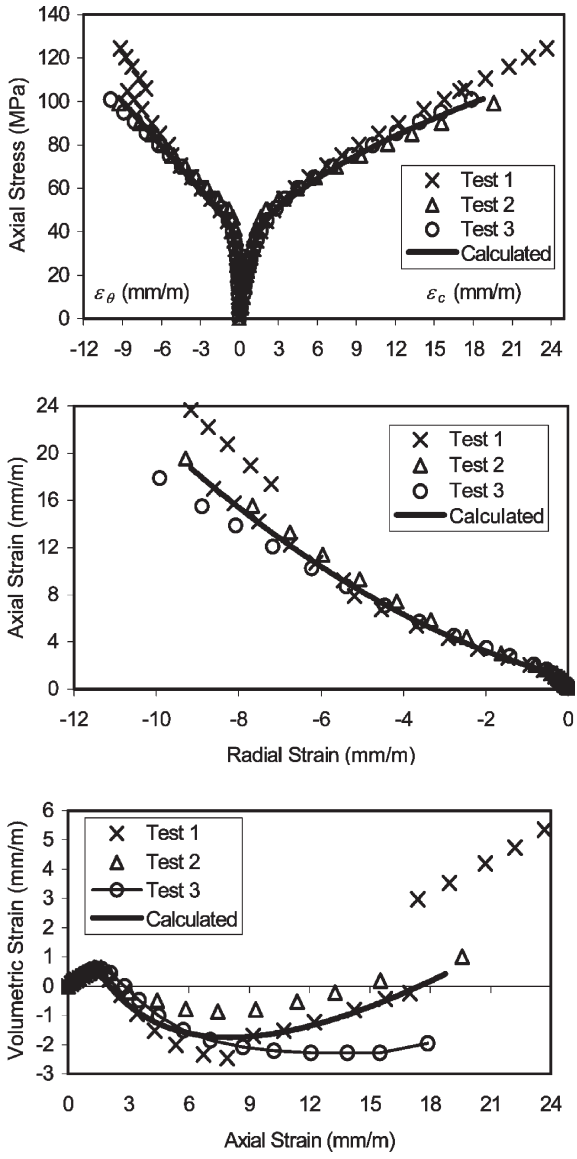 140
120
100
80
60
40
20
0
Axial Stress (MPa)
Test 1
Test 2
Test 3
Calculated
εθ (mm/m)
εc (mm/m)
-12 -9 -6 -3 0 3 6 9 12 15 18 21 24
24
20
16
12
8
4
0
Axial Strain (mm/m)
Test 1
Test 2
Test 3
Calculated
-12 -10 -8 -6 -4 -2 0
Radial Strain (mm/m)
6
5
4
3
2
1
0
-1
-2
-3
Volumetric Strain (mm/m)
Test 1
Test 2
Test 3
Calculated
0 3 6 9 12 15 18 21 24
Axial Strain (mm/m)